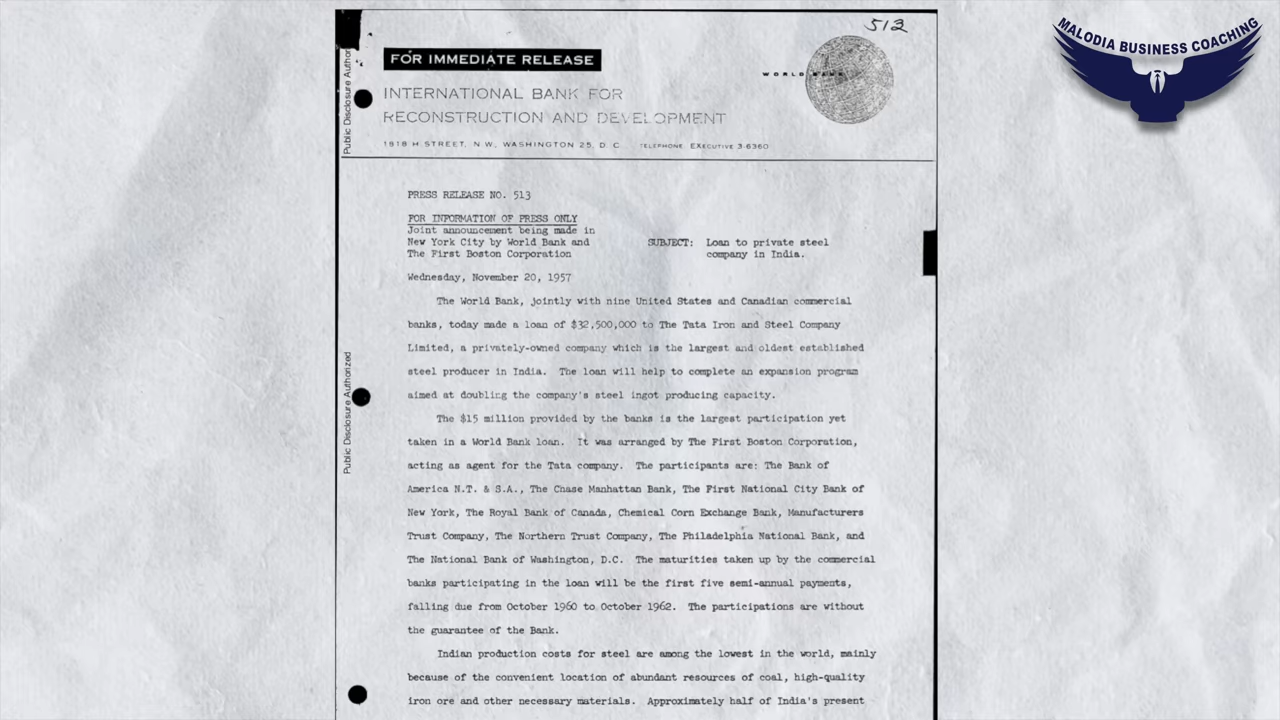 513
MALODIA BUSINESS COACHING
FOR IMMEDIATE RELEASE
WORLD BANK
INTERNATIONAL BANK FOR
RECONSTRUCTION AND DEVELOPMENT
1818 H STREET, N.W., WASHINGTON 25, D.C. TELEPHONE EXECUTIVE 3-6360
Public Disclosure Author
PRESS RELEASE NO. 513
FOR INFORMATION OF PRESS ONLY
Joint announcement being made in
New York City by World Bank and
The First Boston Corporation
SUBJECT: Loan to private steel
company in India.
Wednesday, November 20, 1957
The World Bank, jointly with nine United States and Canadian commercial
banks, today made a loan of $32,500,000 to The Tata Iron and Steel Company
Limited, a privately-owned company which is the largest and oldest established
steel producer in India. The loan will help to complete an expansion program
aimed at doubling the company's steel ingot producing capacity.
Public Disclosure Authorized
The $15 million provided by the banks is the largest participation yet
taken in a World Bank loan. It was arranged by The First Boston Corporation,
acting as agent for the Tata company. The participants are: The Bank of
America N.T. & S.A., The Chase Manhattan Bank, The First National City Bank of
New York, The Royal Bank of Canada, Chemical Corn Exchange Bank, Manufacturers
Trust Company, The Northern Trust Company, The Philadelphia National Bank, and
The National Bank of Washington, D.C. The maturities taken up by the commercial
banks participating in the loan will be the first five semi-annual payments,
falling due from October 1960 to October 1962. The participations are without
the guarantee of the Bank.
Indian production costs for steel are among the lowest in the world, mainly
because of the convenient location of abundant resources of coal, high-quality
iron ore and other necessary materials. Approximately half of India's present